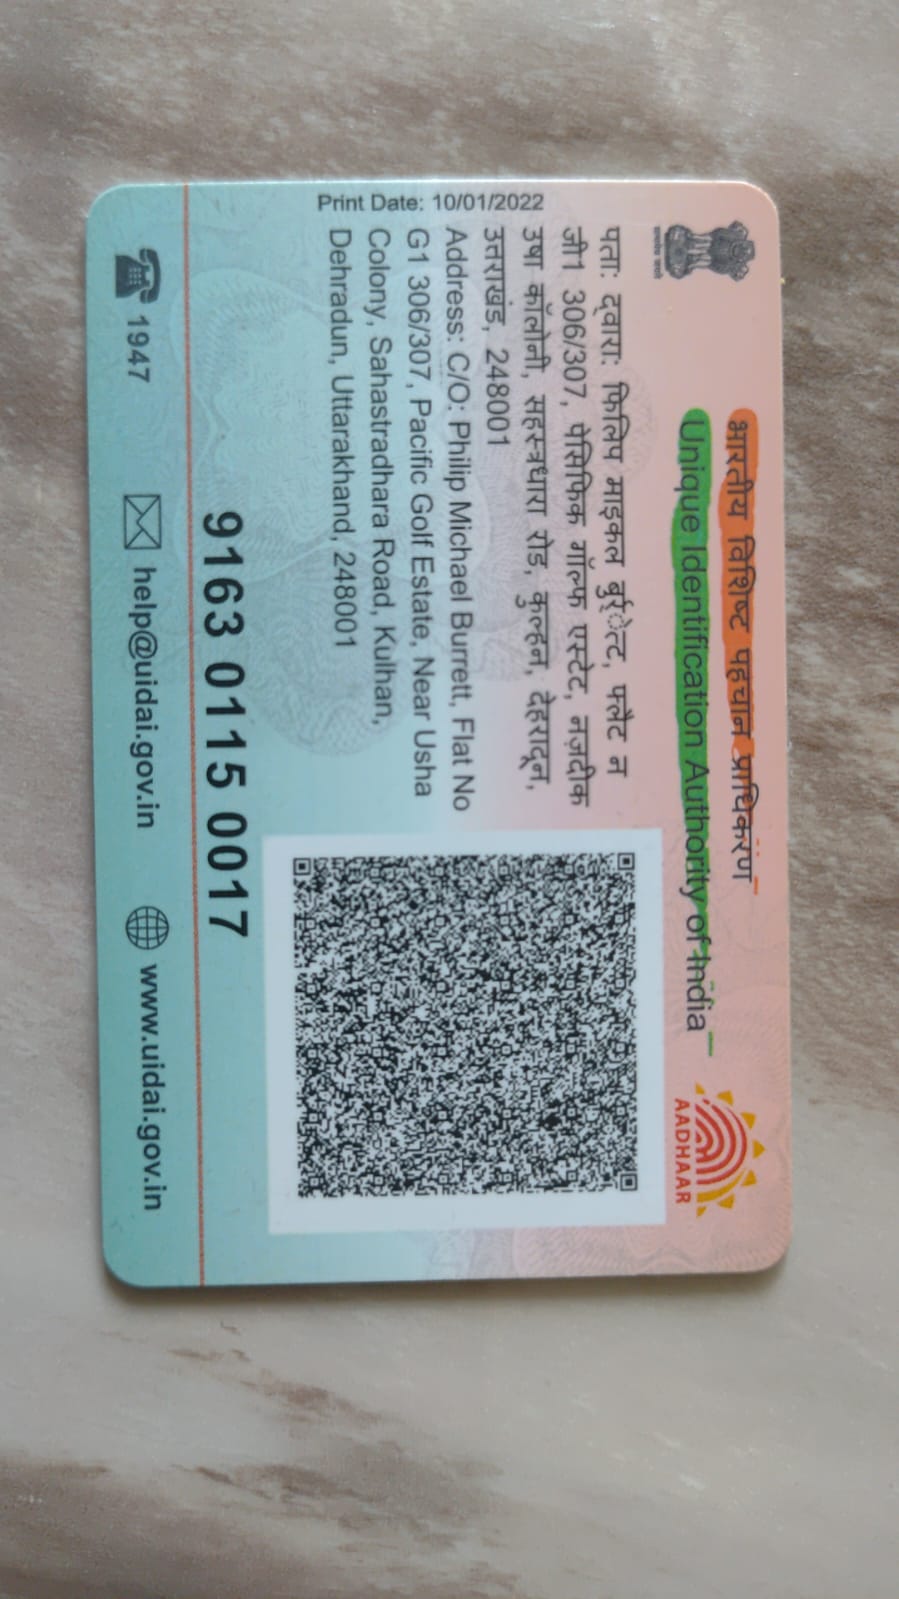 भारतीय विशिष्ट पहचान प्राधिकरण
Unique Identification Authority of India
AADHAAR
Print Date: 10/01/2022
पता: द्वारा: फिलिप माइकल बुर्रेत्ट, फ्लैट न
जी1 306/307, पेसिफिक गॉल्फ एस्टेट, नज़दीक
उषा कॉलोनी, सहस्त्रधारा रोड, कुल्हन, देहरादून,
उत्तराखंड, 248001
Address: C/O: Philip Michael Burrett, Flat No
G1 306/307, Pacific Golf Estate, Near Usha
Colony, Sahastradhara Road, Kulhan,
Dehradun, Uttarakhand, 248001
9163 0115 0017
1947
help@uidai.gov.in
www.uidai.gov.in